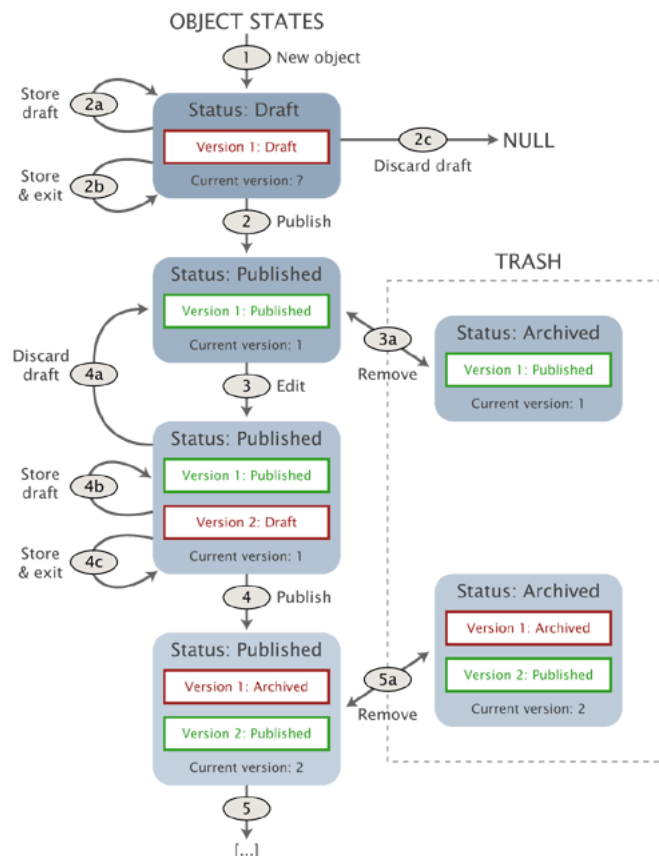 OBJECT STATES
1 New object
Store
draft
2a
Status: Draft
Version 1: Draft
Current version: ?
2c
Discard draft
NULL
Store
& exit
2b
2 Publish
Status: Published
Version 1: Published
Current version: 1
TRASH
3a
Remove
Status: Archived
Version 1: Published
Current version: 1
Discard
draft
4a
3 Edit
Status: Published
Version 1: Published
Version 2: Draft
Current version: 1
Store
draft
4b
Store
& exit
4c
4 Publish
Status: Published
Version 1: Archived
Version 2: Published
Current version: 2
5a
Remove
Status: Archived
Version 1: Archived
Version 2: Published
Current version: 2
5
[...]